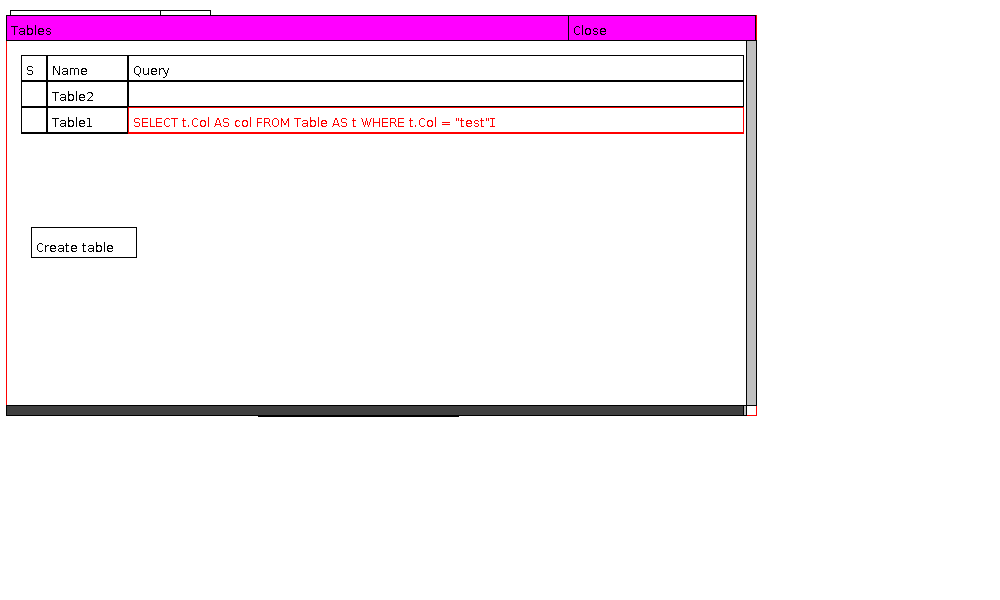 Tables Close
S Name Query
Table2
Table1 SELECT t.Col AS col FROM Table AS t WHERE t.Col = "test"
Create table